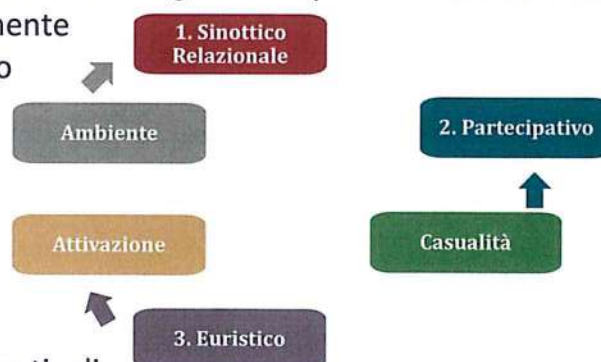 mente
1. Sinottico
Relazionale
o
Ambiente
2. Partecipativo
Attivazione
Casualità
3. Euristico